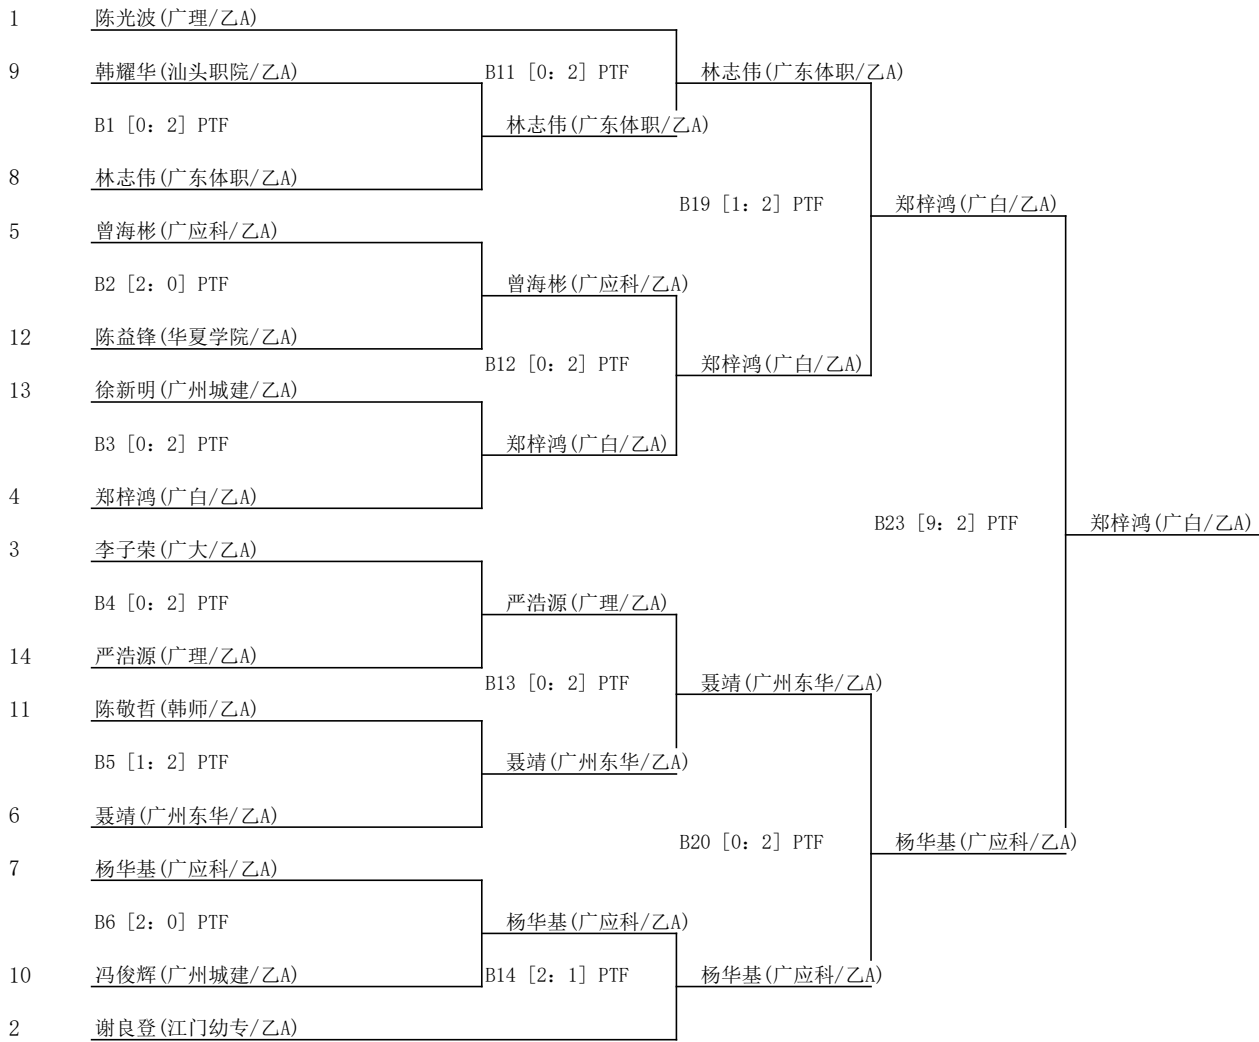 1 陈光波(广理/乙A)
9 韩耀华(汕头职院/乙A) B11 [0: 2] PTF 林志伟(广东体职/乙A)
B1 [0: 2] PTF 林志伟(广东体职/乙A)
8 林志伟(广东体职/乙A)
B19 [1: 2] PTF 郑梓鸿(广白/乙A)
5 曾海彬(广应科/乙A)
B2 [2: 0] PTF 曾海彬(广应科/乙A)
12 陈益锋(华夏学院/乙A)
B12 [0: 2] PTF 郑梓鸿(广白/乙A)
13 徐新明(广州城建/乙A)
B3 [0: 2] PTF 郑梓鸿(广白/乙A)
4 郑梓鸿(广白/乙A)
B23 [9: 2] PTF 郑梓鸿(广白/乙A)
3 李子荣(广大/乙A)
B4 [0: 2] PTF 严浩源(广理/乙A)
14 严浩源(广理/乙A)
B13 [0: 2] PTF 聂靖(广州东华/乙A)
11 陈敬哲(韩师/乙A)
B5 [1: 2] PTF 聂靖(广州东华/乙A)
6 聂靖(广州东华/乙A)
B20 [0: 2] PTF 杨华基(广应科/乙A)
7 杨华基(广应科/乙A)
B6 [2: 0] PTF 杨华基(广应科/乙A)
10 冯俊辉(广州城建/乙A) B14 [2: 1] PTF 杨华基(广应科/乙A)
2 谢良登(江门幼专/乙A)